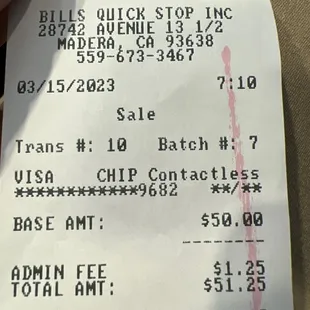 BILLS QUICK STOP INC
28742 AVENUE 13 1/2
MADERA, CA 93638
559-673-3467
03/15/2023 7:10
Sale
Trans #: 10 Batch #: 7
VISA CHIP Contactless
************9682 **/**
BASE AMT: $50.00
--------
ADMIN FEE $1.25
TOTAL AMT: $51.25